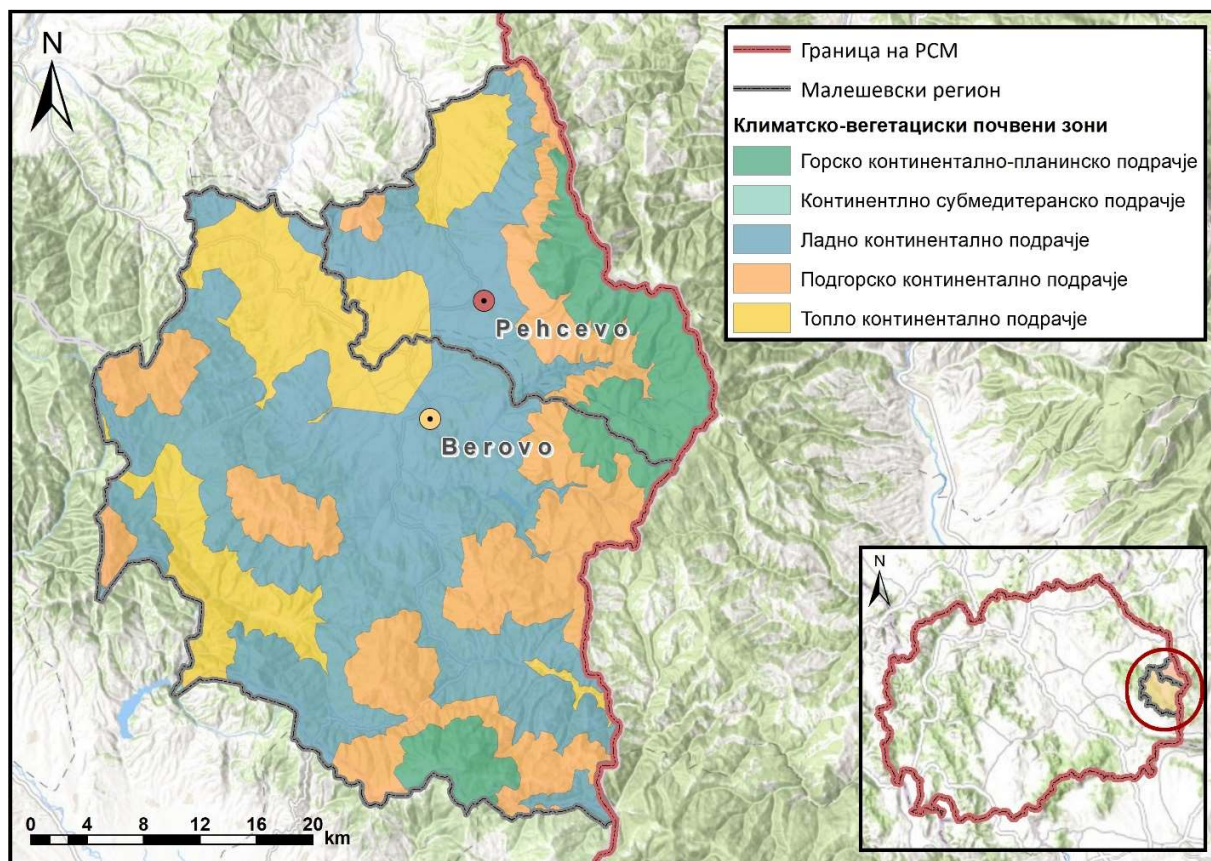 N
Граница на РСМ
Малешевски регион
Климатско-вегетациски почвени зони
Горско континентално-планинско подрачје
Континентлно субмедитеранско подрачје
Ладно континентално подрачје
Подгорско континентално подрачје
Топло континентално подрачје
Pehcevo
Berovo
N
0 4 8 12 16 20
km